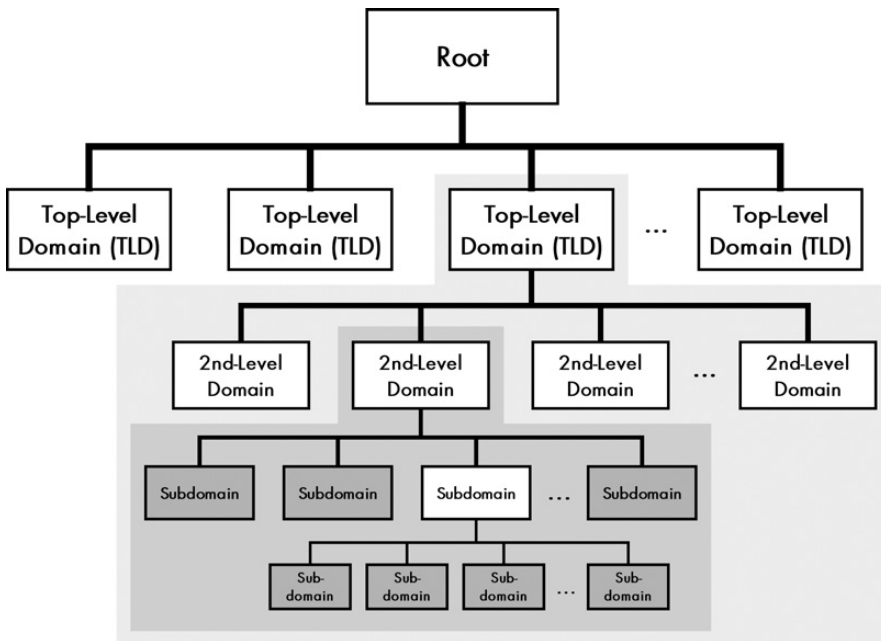 Root
Top-Level
Domain (TLD)
Top-Level
Domain (TLD)
Top-Level
Domain (TLD)
...
Top-Level
Domain (TLD)
2nd-Level
Domain
2nd-Level
Domain
2nd-Level
Domain
...
2nd-Level
Domain
Subdomain
Subdomain
Subdomain
...
Subdomain
Sub-
domain
Sub-
domain
Sub-
domain
...
Sub-
domain